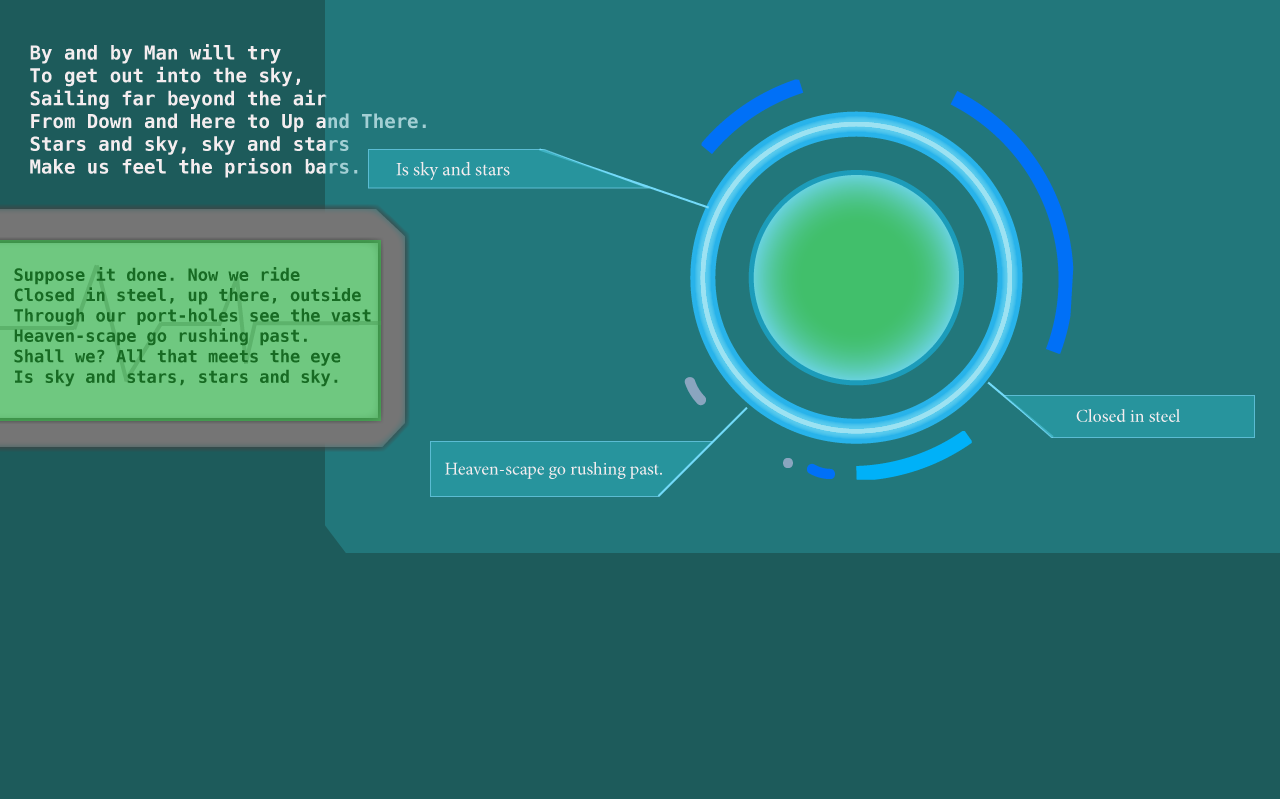 By and by Man will try
To get out into the sky,
Sailing far beyond the air
From Down and Here to Up and There.
Stars and sky, sky and stars
Make us feel the prison bars.
Suppose it done. Now we ride
Closed in steel, up there, outside
Through our port-holes see the vast
Heaven-scape go rushing past.
Shall we? All that meets the eye
Is sky and stars, stars and sky.
Is sky and stars
Closed in steel
Heaven-scape go rushing past.